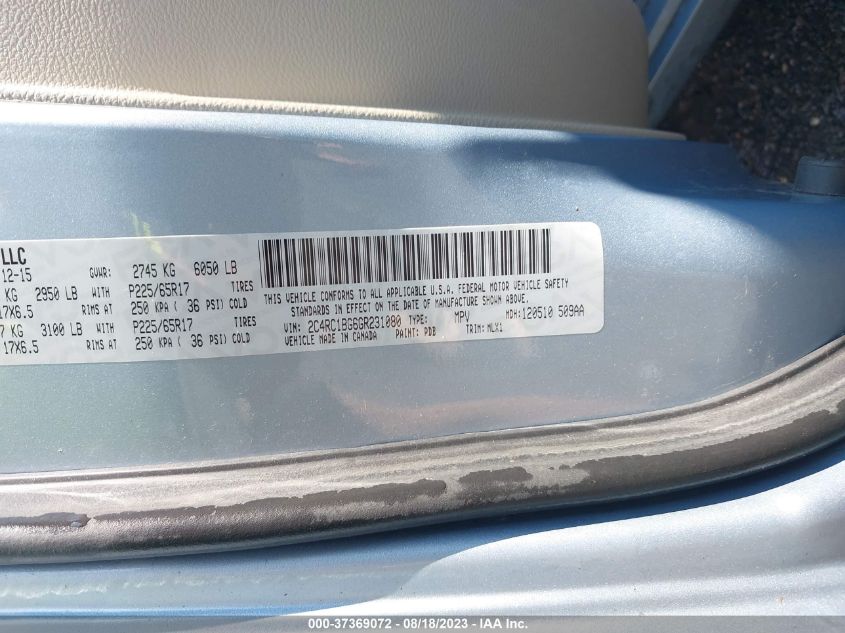 LLC
12-15 GVWR: 2745 KG 6050 LB
KG 2950 LB WITH P225/65R17 TIRES
17X6.5 RIMS AT 250 KPA ( 36 PSI) COLD
KG 3100 LB WITH P225/65R17 TIRES
17X6.5 RIMS AT 250 KPA ( 36 PSI) COLD
THIS VEHICLE CONFORMS TO ALL APPLICABLE U.S.A. FEDERAL MOTOR VEHICLE SAFETY
STANDARDS IN EFFECT ON THE DATE OF MANUFACTURE SHOWN ABOVE.
VIN: 2C4RC1BG6GR231080 TYPE: MPV MDH: 120510 509AA
VEHICLE MADE IN CANADA PAINT: PDB TRIM: MLX1
000-37369072 - 08/18/2023 - IAA Inc.